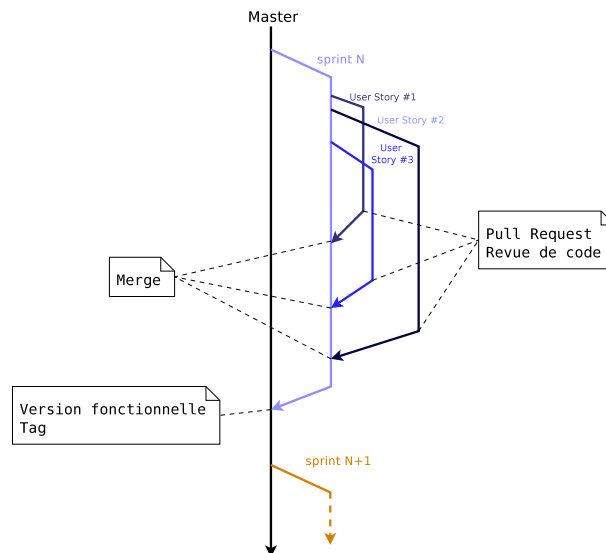 Master
sprint N
User Story #1
User Story #2
User
Story #3
Pull Request
Revue de code
Merge
Version fonctionnelle
Tag
sprint N+1